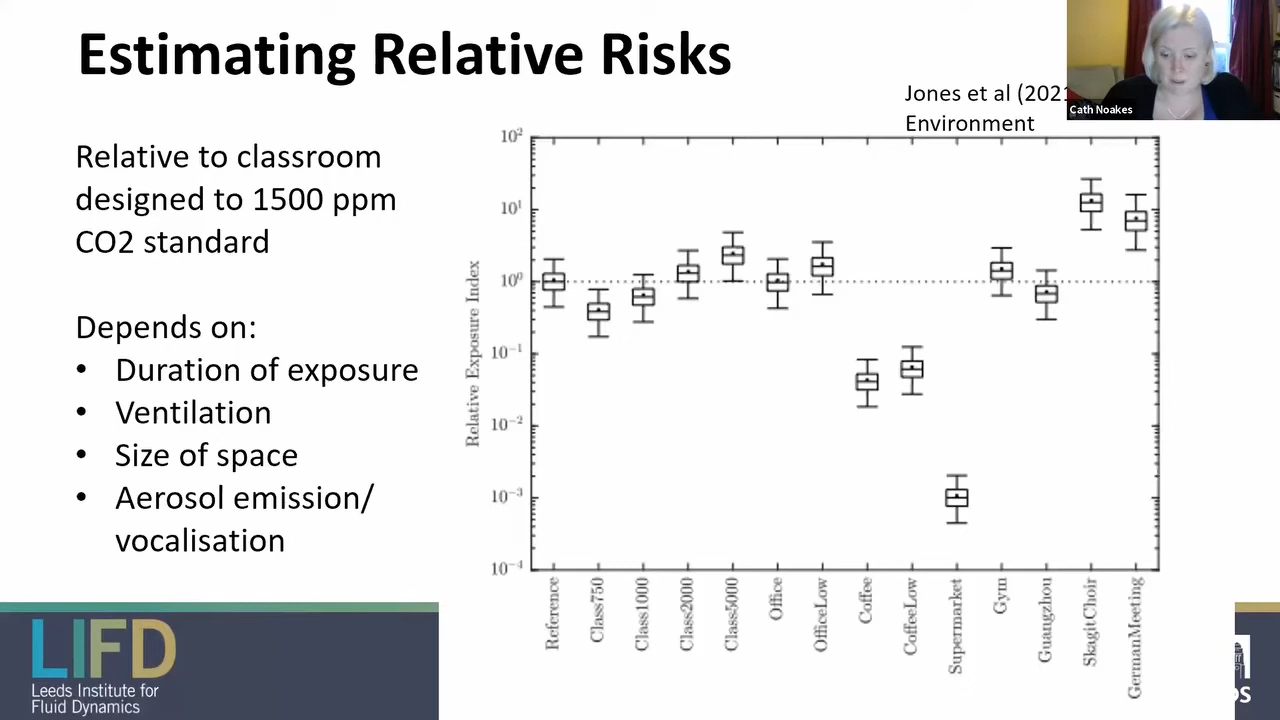 Estimating Relative Risks
Jones et al (2021
Environment
Cath Noakes
Relative to classroom
designed to 1500 ppm
CO2 standard
Depends on:
• Duration of exposure
• Ventilation
• Size of space
• Aerosol emission/
vocalisation
Relative Exposure Index
10²
10¹
10⁰
10⁻¹
10⁻²
10⁻³
10⁻⁴
Reference
Class750
Class1000
Class2000
Class5000
Office
OfficeLow
Coffee
CoffeeLow
Supermarket
Gym
Guangzhou
SkagitChoir
GermanMeeting
LIFD
Leeds Institute for
Fluid Dynamics
DS